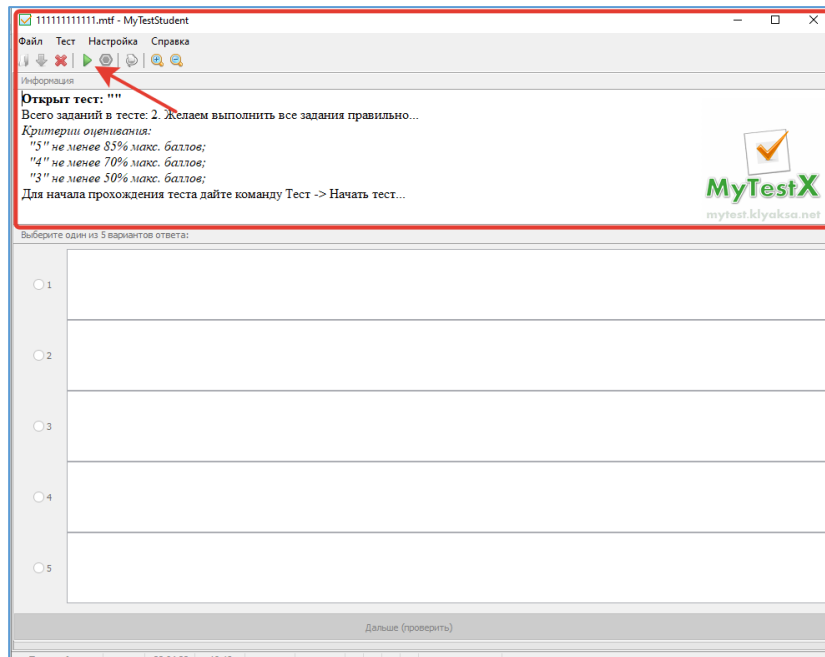 11111111111.mtf - MyTestStudent
Файл Тест Настройка Справка
Информация
Открыт тест: ""
Всего заданий в тесте: 2. Желаем выполнить все задания правильно...
Критерии оценивания:
"5" не менее 85% макс. баллов;
"4" не менее 70% макс. баллов;
"3" не менее 50% макс. баллов;
Для начала прохождения теста дайте команду Тест -> Начать тест...
MyTestX
mytest.klyaksa.net
Выберите один из 5 вариантов ответа:
1
2
3
4
5
Дальше (проверить)